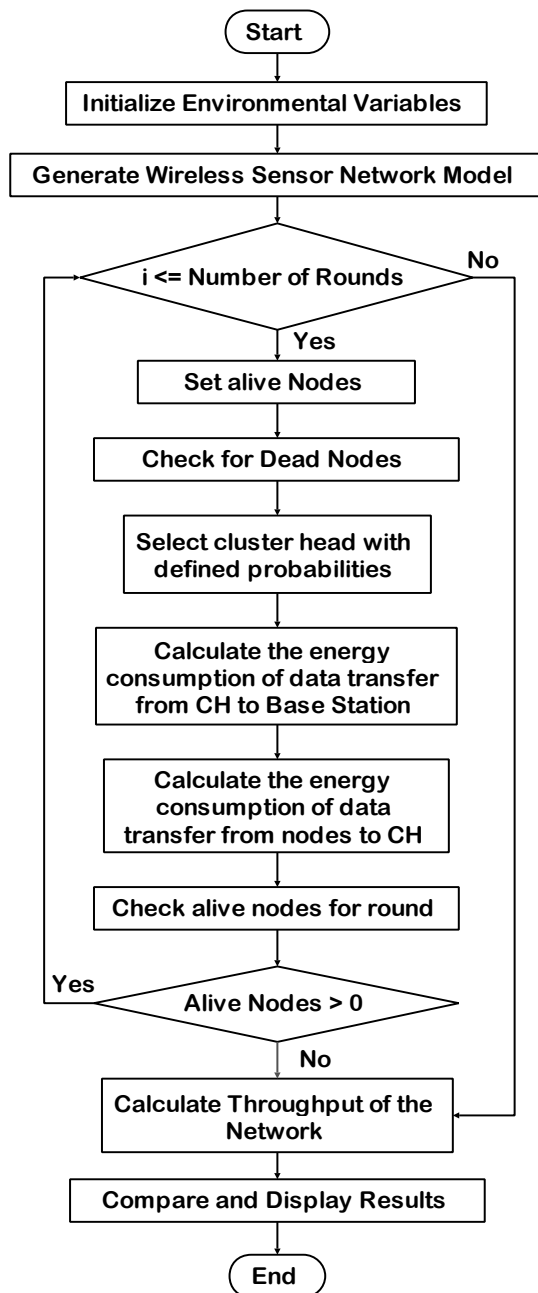 Start
Initialize Environmental Variables
Generate Wireless Sensor Network Model
i <= Number of Rounds
No
Yes
Set alive Nodes
Check for Dead Nodes
Select cluster head with
defined probabilities
Calculate the energy
consumption of data transfer
from CH to Base Station
Calculate the energy
consumption of data
transfer from nodes to CH
Check alive nodes for round
Yes
Alive Nodes > 0
No
Calculate Throughput of the
Network
Compare and Display Results
End